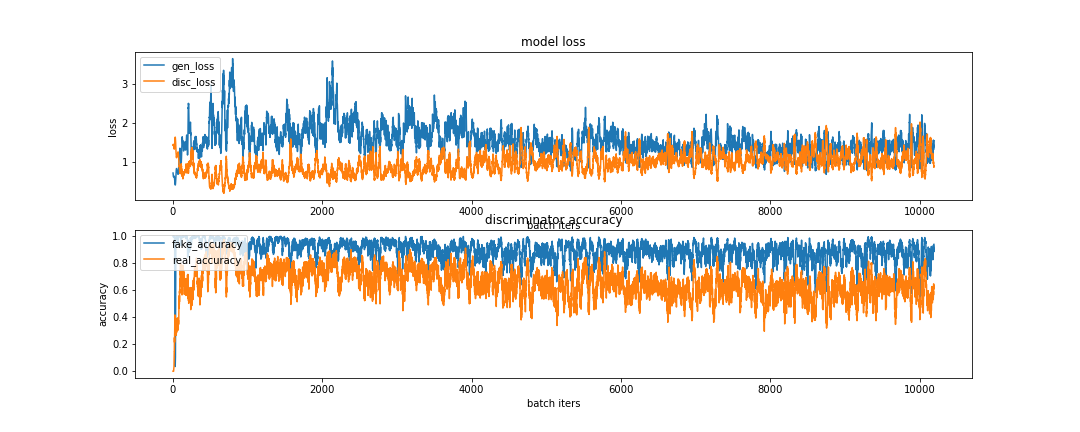 model loss
gen_loss
disc_loss
3
2
1
loss
0 2000 4000 6000 8000 10000
batch iters
discriminator accuracy
fake_accuracy
real_accuracy
1.0
0.8
0.6
0.4
0.2
0.0
accuracy
0 2000 4000 6000 8000 10000
batch iters